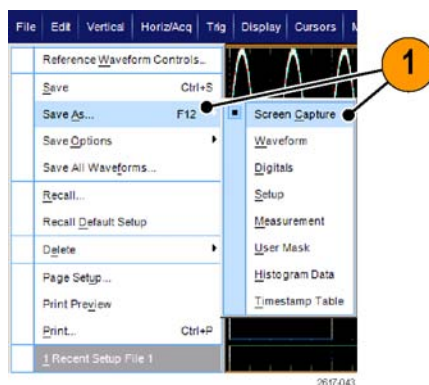 File Edit Vertical Horiz/Acq Trig Display Cursors
Reference Waveform Controls...
Save Ctrl+S
Save As... F12
Save Options
Save All Waveforms...
Recall...
Recall Default Setup
Delete
Page Setup...
Print Preview
Print... Ctrl+P
1 Recent Setup File 1
Screen Capture
Waveform
Digitals
Setup
Measurement
User Mask
Histogram Data
Timestamp Table
1
2617-043